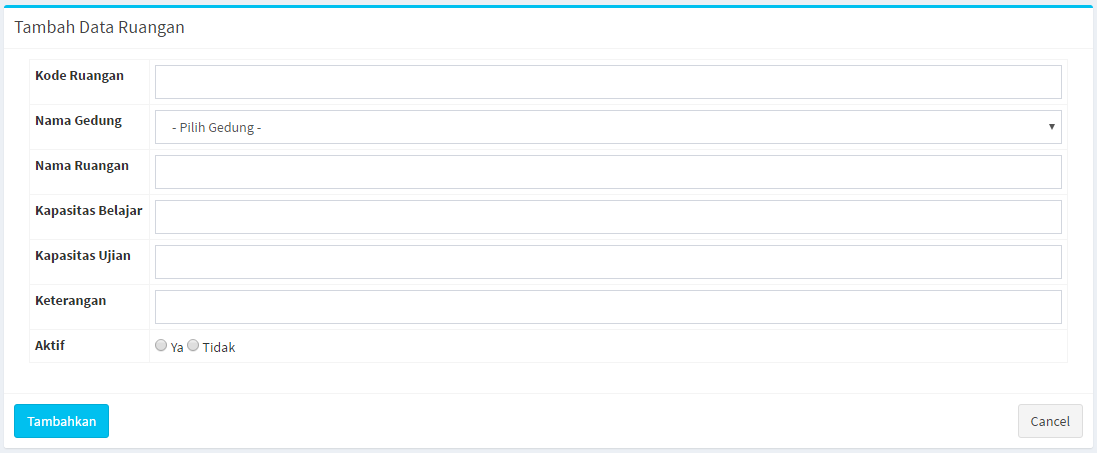 Tambah Data Ruangan
Kode Ruangan
Nama Gedung
- Pilih Gedung -
Nama Ruangan
Kapasitas Belajar
Kapasitas Ujian
Keterangan
Aktif
Ya Tidak
Tambahkan
Cancel